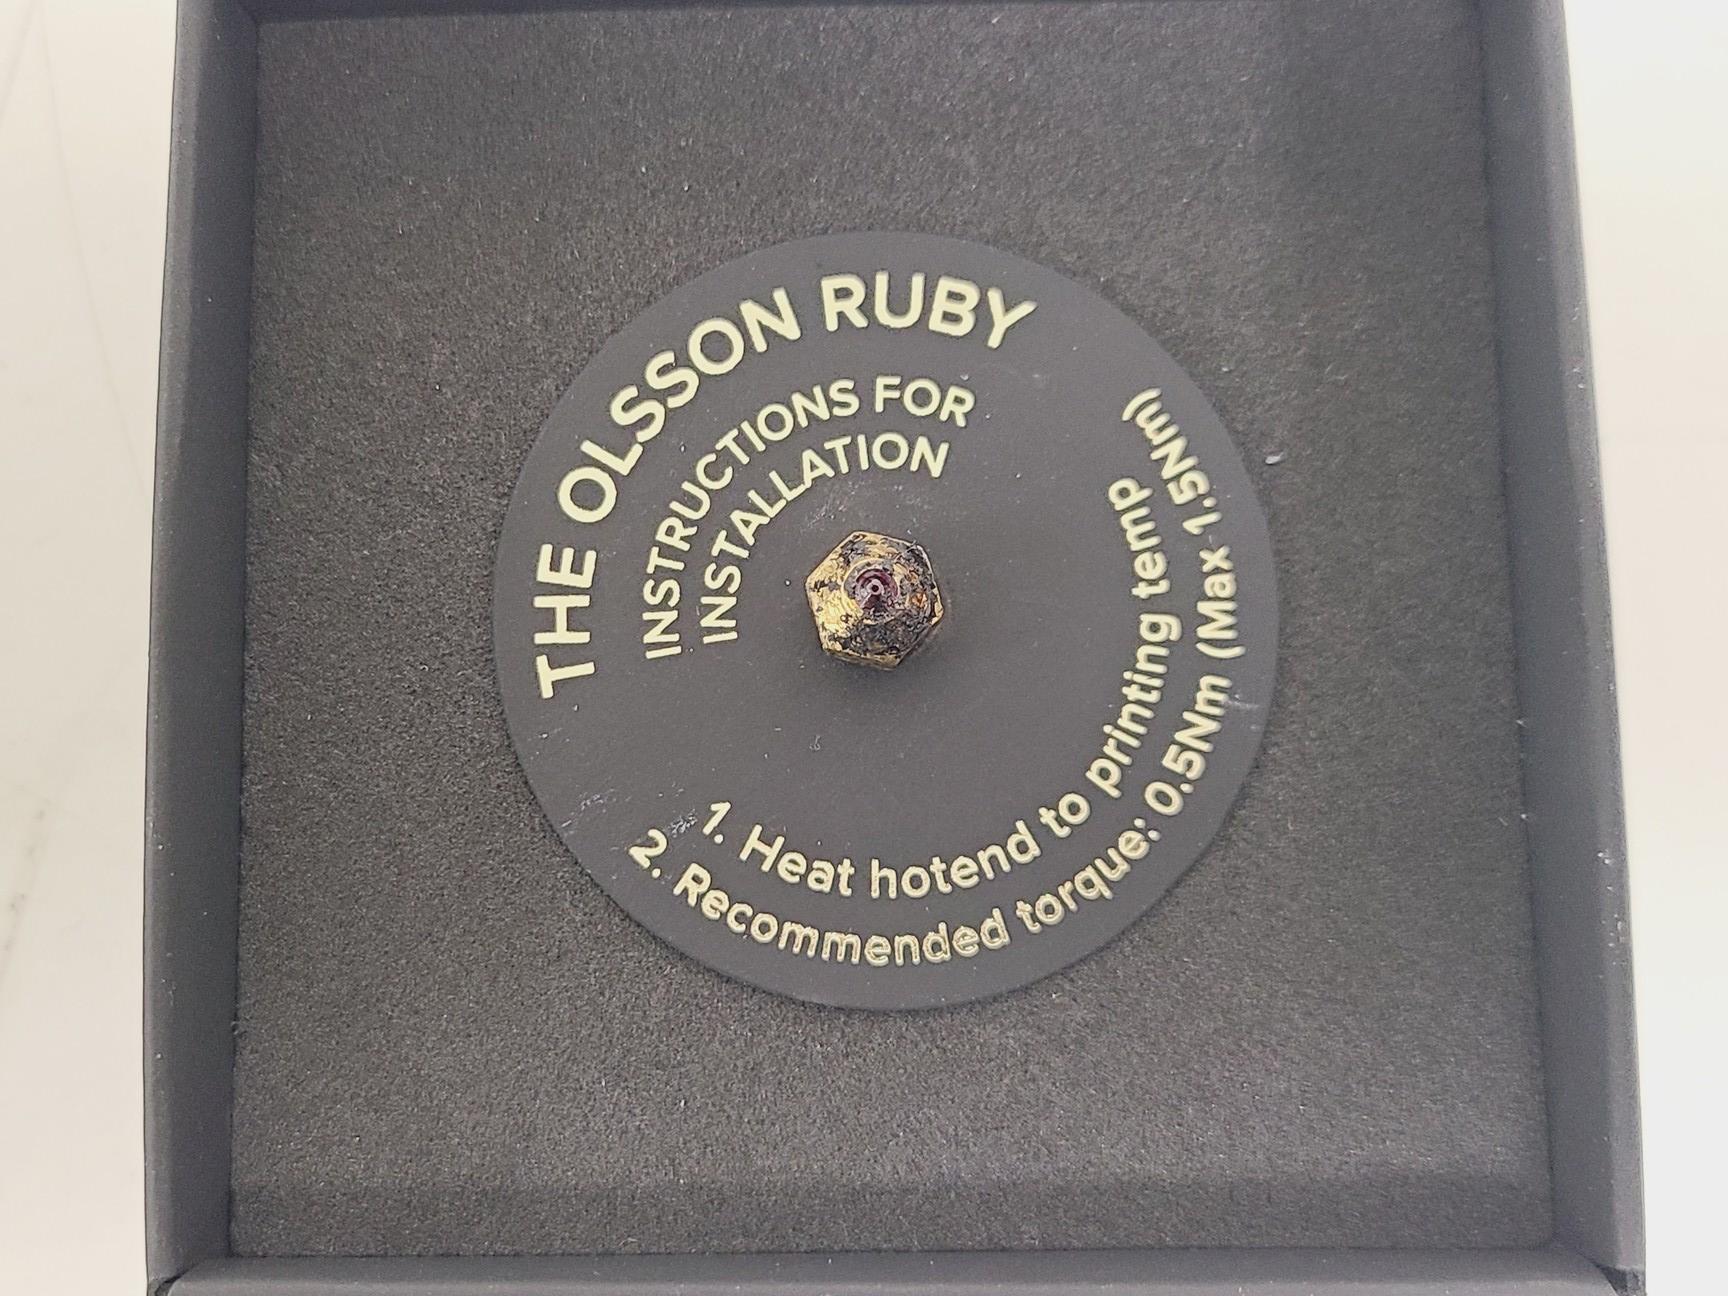 THE OLSSON RUBY
INSTRUCTIONS FOR
INSTALLATION
1. Heat hotend to printing temp
2. Recommended torque: 0.5Nm (Max 1.5Nm)